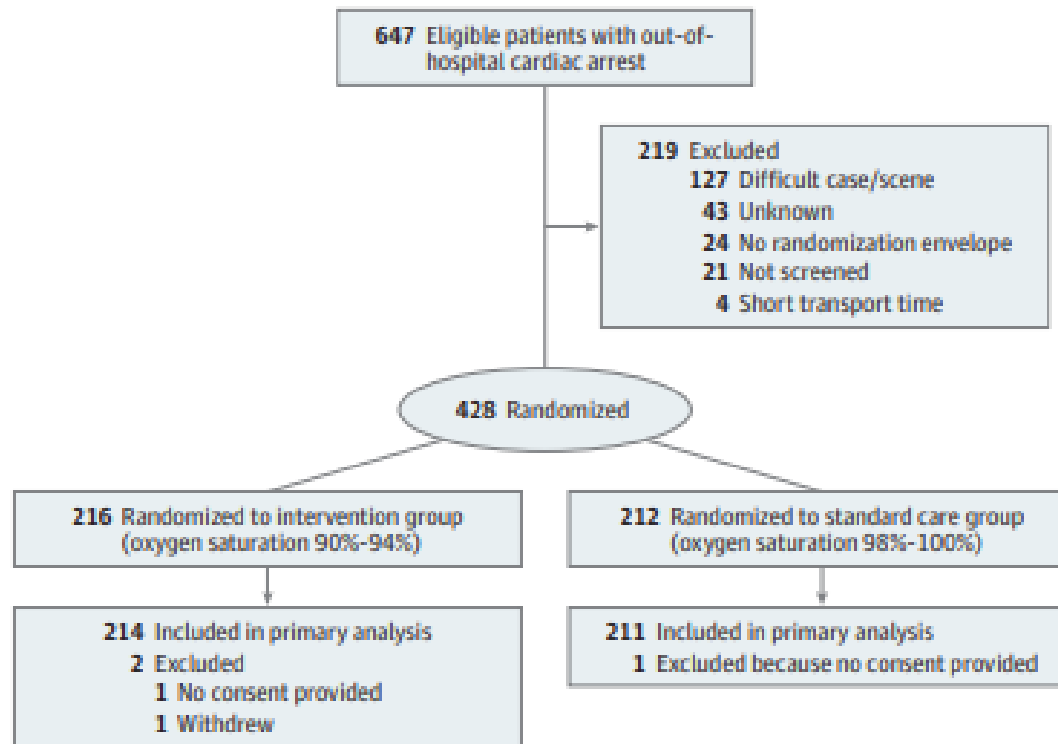 647 Eligible patients with out-of-
hospital cardiac arrest
219 Excluded
127 Difficult case/scene
43 Unknown
24 No randomization envelope
21 Not screened
4 Short transport time
428 Randomized
216 Randomized to intervention group
(oxygen saturation 90%-94%)
212 Randomized to standard care group
(oxygen saturation 98%-100%)
214 Included in primary analysis
2 Excluded
1 No consent provided
1 Withdrew
211 Included in primary analysis
1 Excluded because no consent provided